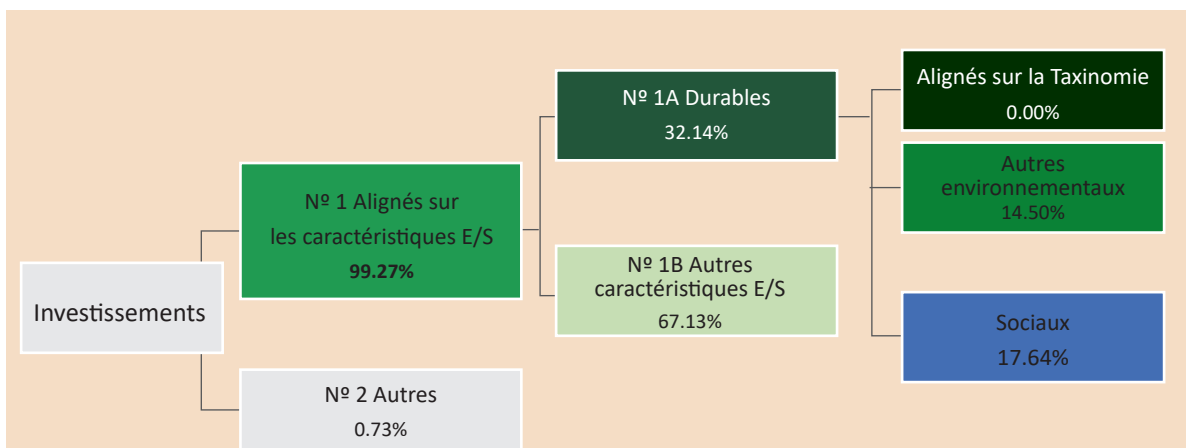 Investissements
Nº 1 Alignés sur
les caractéristiques E/S
99.27%
Nº 2 Autres
0.73%
Nº 1A Durables
32.14%
Nº 1B Autres
caractéristiques E/S
67.13%
Alignés sur la Taxinomie
0.00%
Autres
environnementaux
14.50%
Sociaux
17.64%